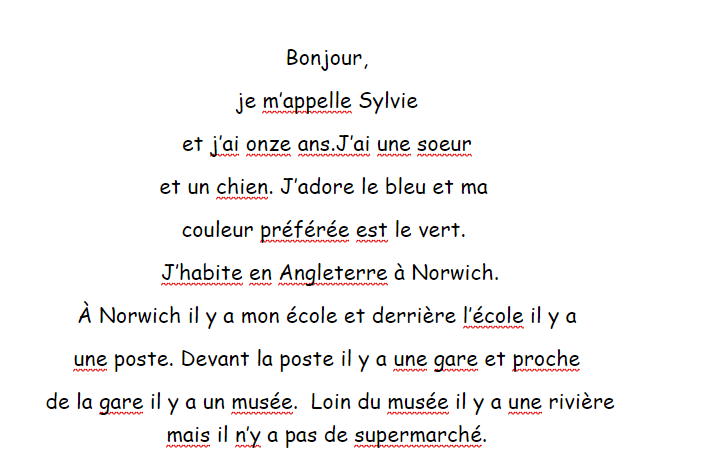 Bonjour,
je m'appelle Sylvie
et j'ai onze ans.J'ai une soeur
et un chien. J'adore le bleu et ma
couleur préférée est le vert.
J'habite en Angleterre à Norwich.
À Norwich il y a mon école et derrière l'école il y a
une poste. Devant la poste il y a une gare et proche
de la gare il y a un musée.  Loin du musée il y a une rivière
mais il n'y a pas de supermarché.